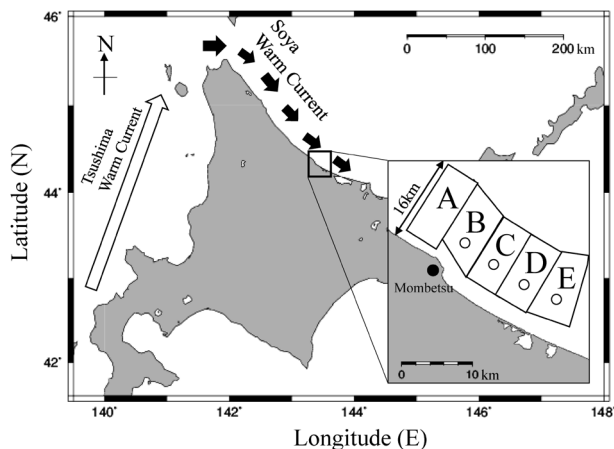 46°
44°
42°
Latitude (N)
N
Tsushima
Warm Current
Soya
Warm Current
0 100 200
km
16km
A
B
C
D
E
Mombetsu
0 10
km
140° 142° 144° 146° 148°
Longitude (E)